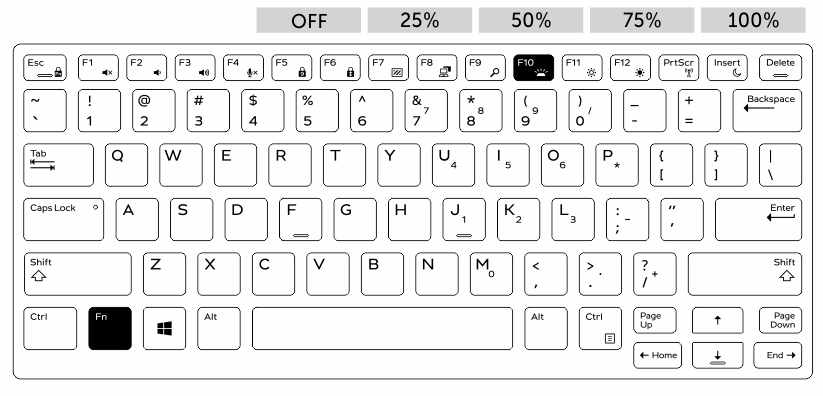 OFF 25% 50% 75% 100%
Esc F1 F2 F3 F4 F5 F6 F7 F8 F9 F10 F11 F12 PrtScr Insert Delete
~ ! @ # $ % ^ & 7 * 8 ( 9 ) / _ + Backspace
` 1 2 3 4 5 6 7 8 9 0 - =
Tab Q W E R T Y U 4 I 5 O 6 P * { } |
[ ] \
Caps Lock A S D F G H J 1 K 2 L 3 : - " Enter
; '
Shift Z X C V B N M 0 < > . ? + Shift
, . /
Ctrl Fn Alt Alt Ctrl Page Up ↑ Page Down
← Home ↓ End →